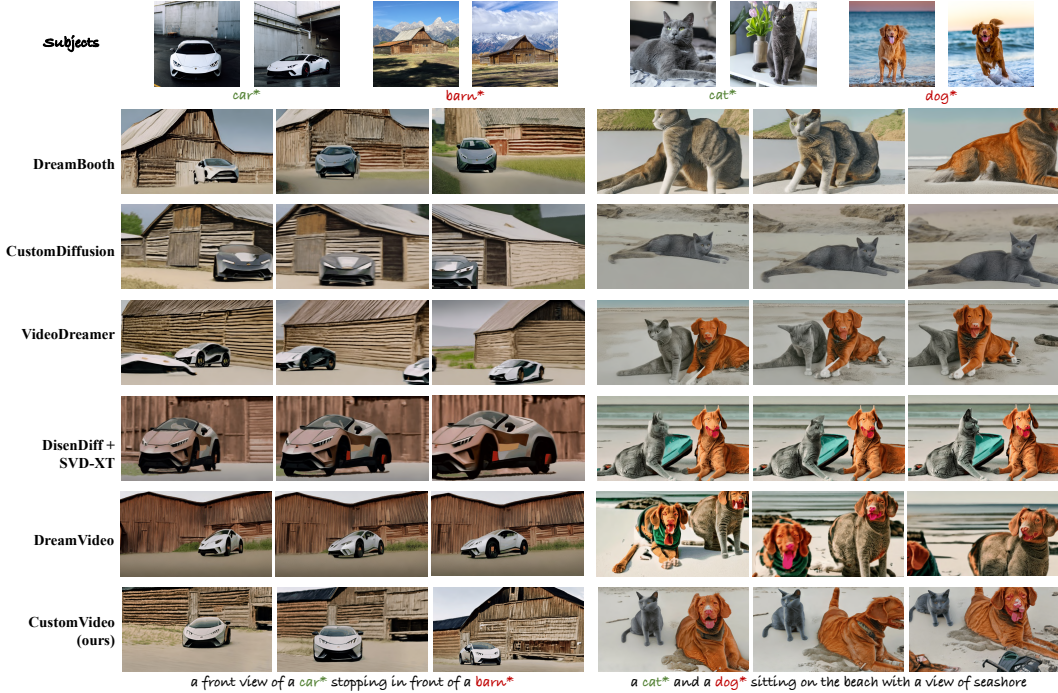 Subjects
car* barn* cat* dog*
DreamBooth
CustomDiffusion
VideoDreamer
DisenDiff +
SVD-XT
DreamVideo
CustomVideo
(ours)
a front view of a car* stopping in front of a barn*
a cat* and a dog* sitting on the beach with a view of seashore